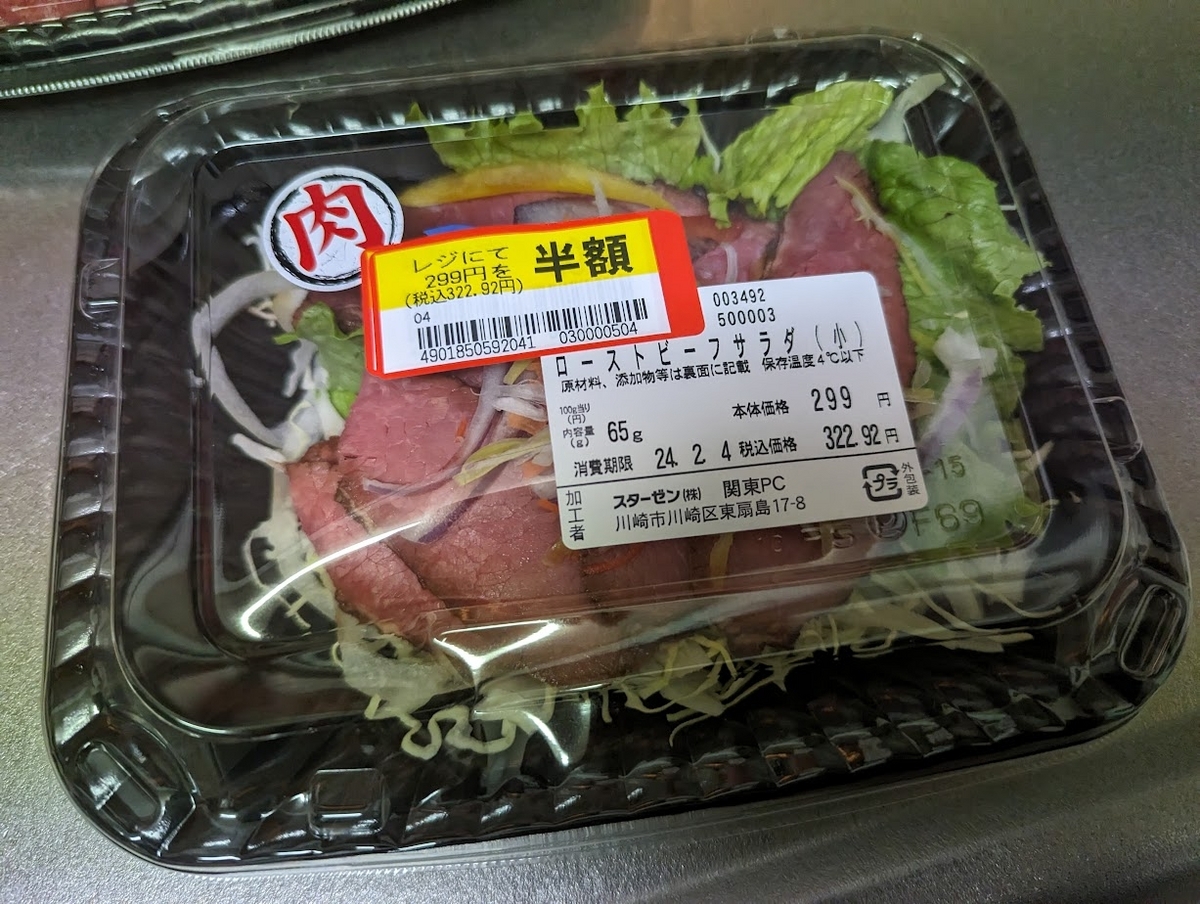 肉
レジにて
299円を 半額
(税込322.92円)
04
4901850592041 030000504
003492
500003
ローストビーフサラダ(小)
原材料、添加物等は裏面に記載 保存温度4℃以下
100g当り
(円)
本体価格 299 円
内容量
(g) 65g
消費期限 24. 2. 4 税込価格 322.92円
加工者
スターゼン(株) 関東PC
川崎市川崎区東扇島17-8
プラ
外包装
-15
F69